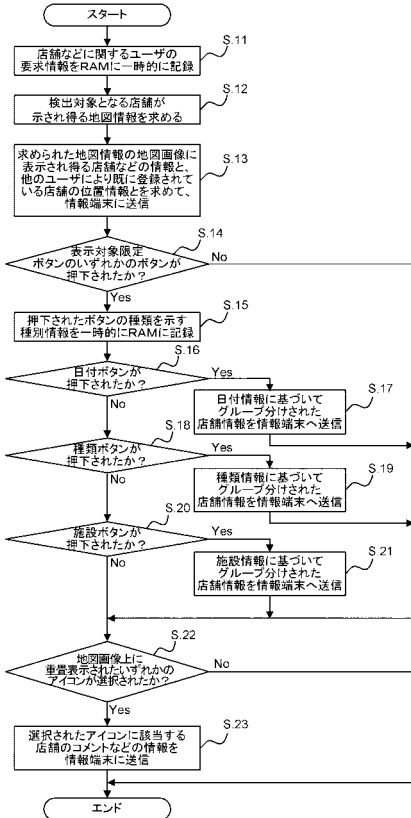 スタート
S.11
店舗などに関するユーザの
要求情報をRAMに一時的に記録
S.12
検出対象となる店舗が
示され得る地図情報を求める
S.13
求められた地図情報の地図画像に
表示され得る店舗などの情報と、
他のユーザにより既に登録されて
いる店舗の位置情報とを求めて、
情報端末に送信
S.14
表示対象限定
ボタンのいずれかのボタンが
押下されたか?
No
Yes
S.15
押下されたボタンの種類を示す
種別情報を一時的にRAMに記録
S.16
日付ボタンが
押下されたか?
Yes
No
S.17
日付情報に基づいて
グループ分けされた
店舗情報を情報端末へ送信
S.18
種類ボタンが
押下されたか?
Yes
No
S.19
種類情報に基づいて
グループ分けされた
店舗情報を情報端末へ送信
S.20
施設ボタンが
押下されたか?
Yes
No
S.21
施設情報に基づいて
グループ分けされた
店舗情報を情報端末へ送信
S.22
地図画像上に
重畳表示されたいずれかの
アイコンが選択されたか?
No
Yes
S.23
選択されたアイコンに該当する
店舗のコメントなどの情報を
情報端末に送信
エンド